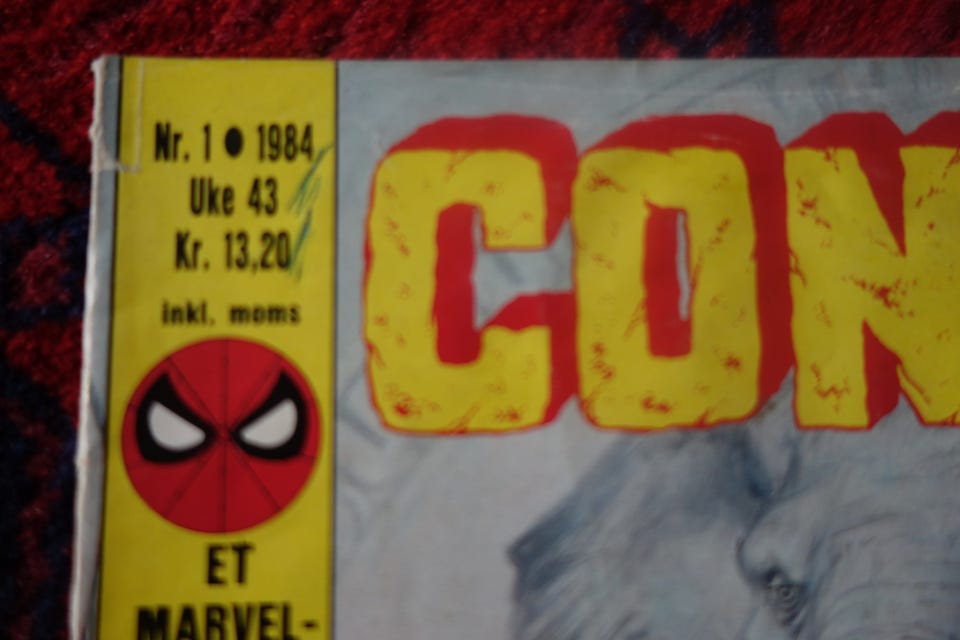 Nr. 1 ● 1984
Uke 43
Kr. 13,20
inkl. moms
ET
MARVEL-
CON